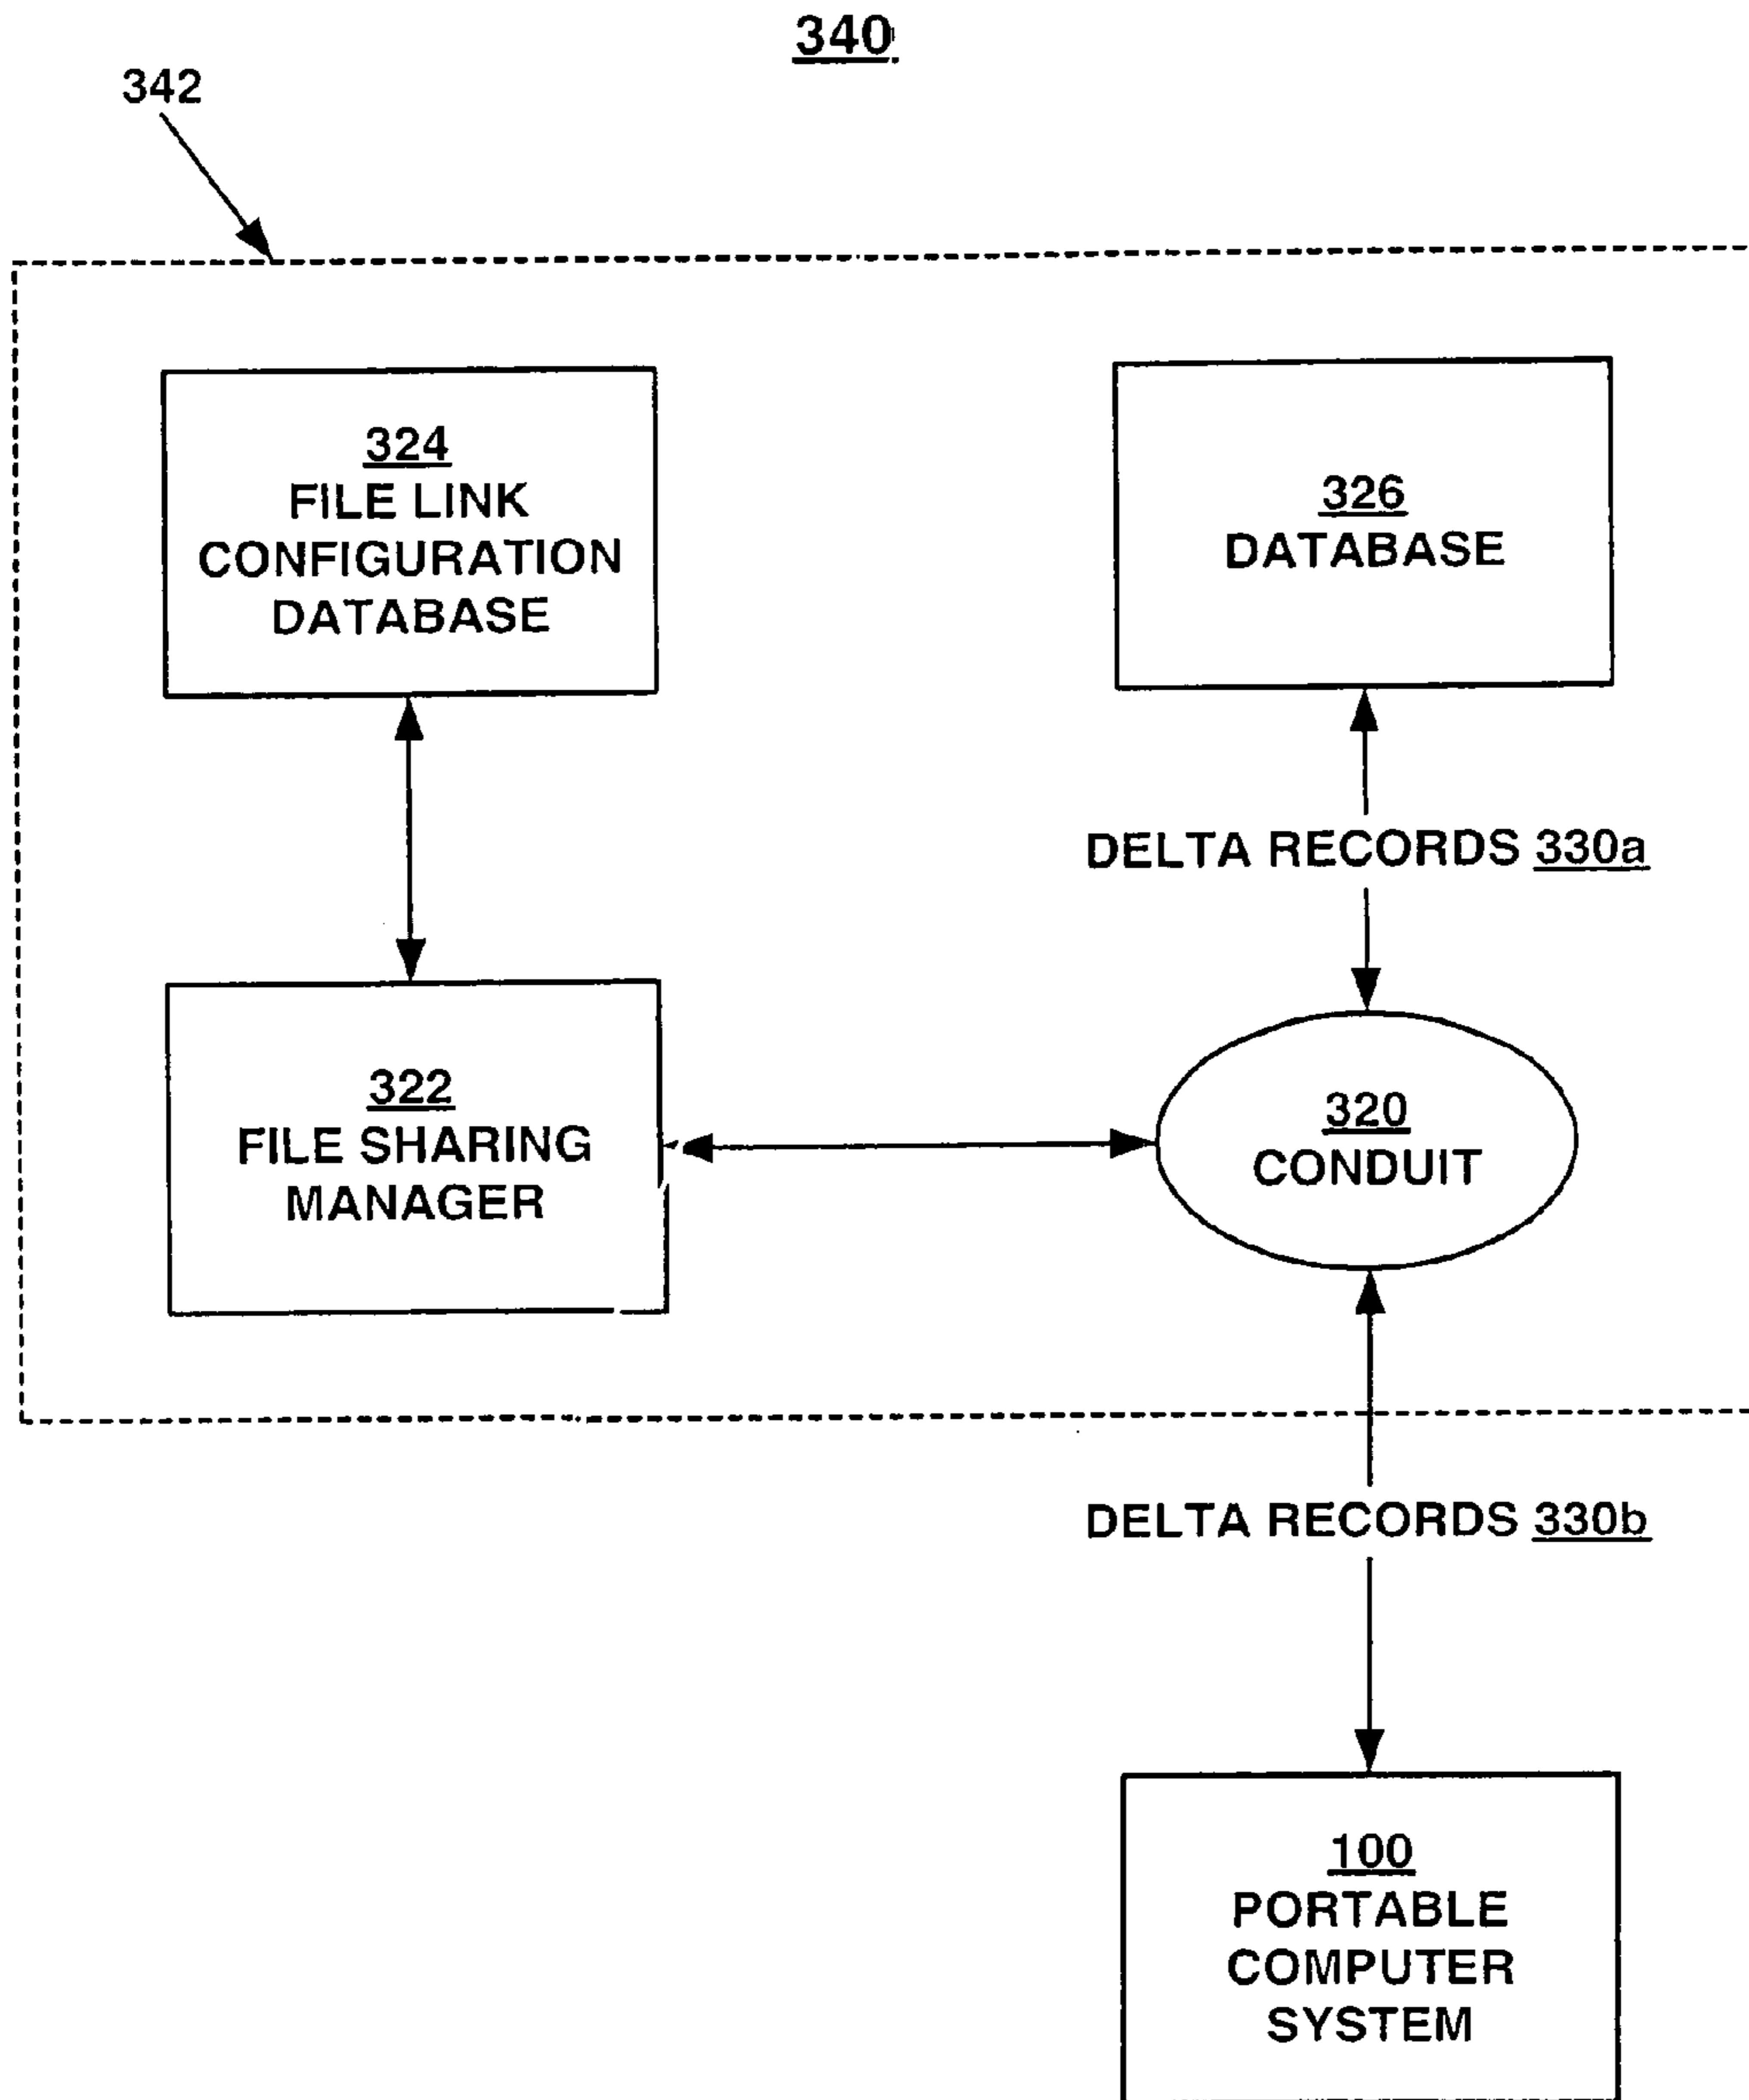 340
342
324
FILE LINK
CONFIGURATION
DATABASE
326
DATABASE
DELTA RECORDS 330a
322
FILE SHARING
MANAGER
320
CONDUIT
DELTA RECORDS 330b
100
PORTABLE
COMPUTER
SYSTEM